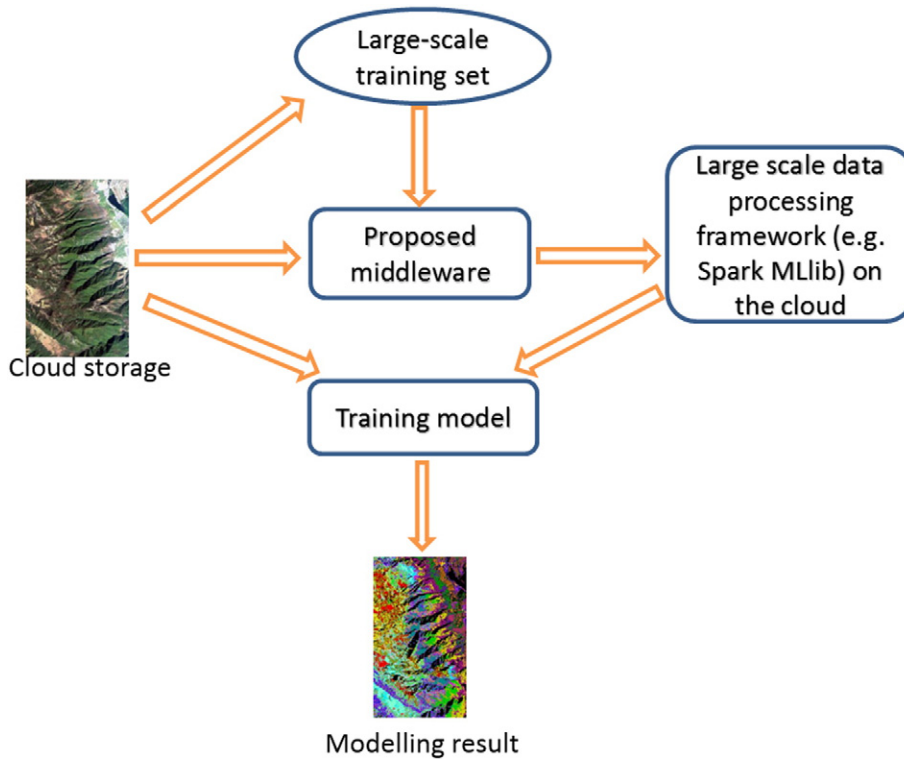 Large-scale
training set
Large scale data
processing
framework (e.g.
Spark MLlib) on
the cloud
Proposed
middleware
Cloud storage
Training model
Modelling result